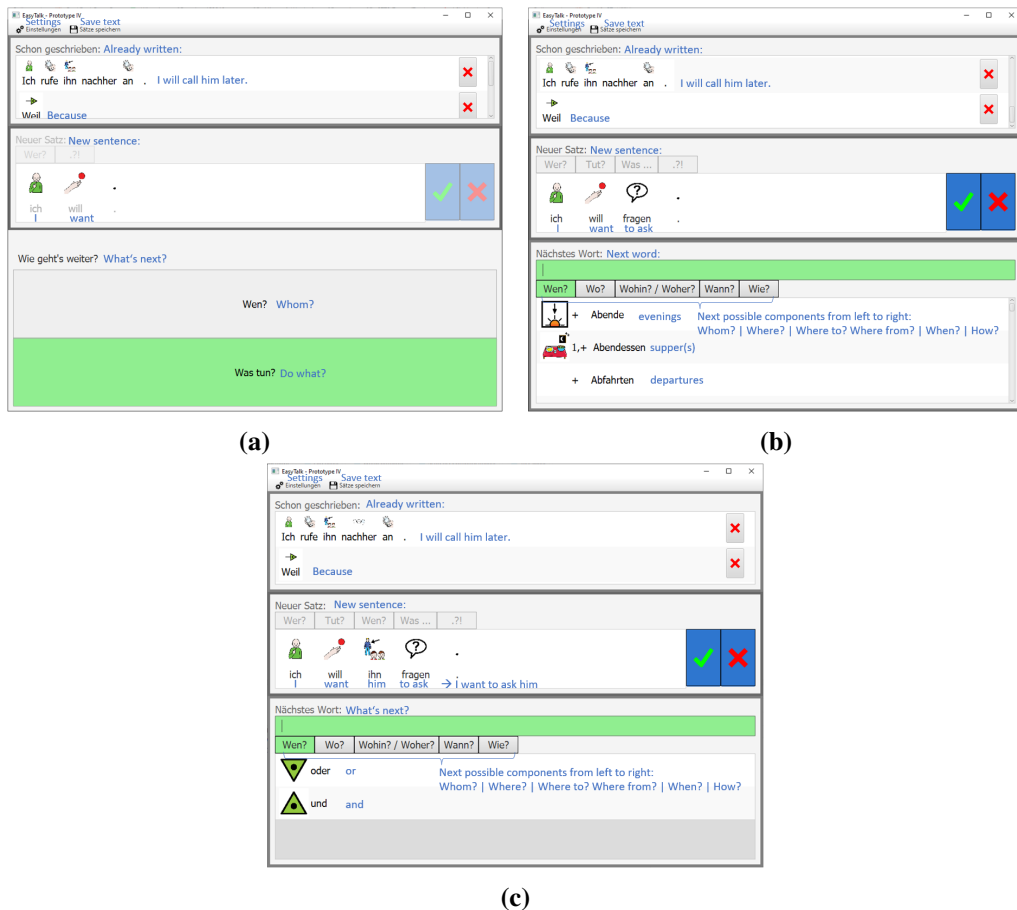 EasyTalk - Prototype IV
Settings Save text
Einstellungen Sätze speichern
Schon geschrieben: Already written:
Ich rufe ihn nachher an . I will call him later.
Weil Because
Neuer Satz: New sentence:
Wer? .?!
ich will .
I want
Wie geht's weiter? What's next?
Wen? Whom?
Was tun? Do what?
(a)
EasyTalk - Prototype IV
Settings Save text
Einstellungen Sätze speichern
Schon geschrieben: Already written:
Ich rufe ihn nachher an . I will call him later.
Weil Because
Neuer Satz: New sentence:
Wer? Tut? Was ... .?!
ich will fragen .
I want to ask
Nächstes Wort: Next word:
Wen? Wo? Wohin? / Woher? Wann? Wie?
+ Abende evenings Next possible components from left to right:
Whom? | Where? | Where to? Where from? | When? | How?
1,+ Abendessen supper(s)
+ Abfahrten departures
(b)
EasyTalk - Prototype IV
Settings Save text
Einstellungen Sätze speichern
Schon geschrieben: Already written:
Ich rufe ihn nachher an . I will call him later.
Weil Because
Neuer Satz: New sentence:
Wer? Tut? Wen? Was ... .?!
ich will ihn fragen .
I want him to ask → I want to ask him
Nächstes Wort: What's next?
Wen? Wo? Wohin? / Woher? Wann? Wie?
oder or Next possible components from left to right:
Whom? | Where? | Where to? Where from? | When? | How?
und and
(c)